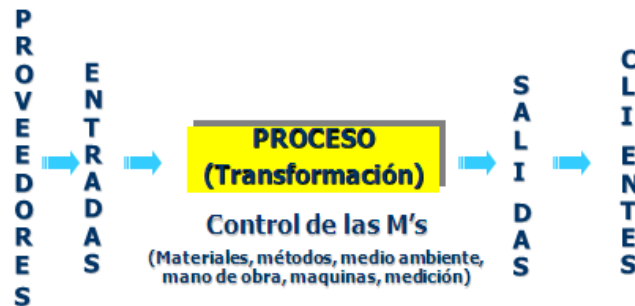 PROVEEDORES
ENTRADAS
PROCESO
(Transformación)
Control de las M's
(Materiales, métodos, medio ambiente,
mano de obra, maquinas, medición)
SALIDAS
CLIENTES